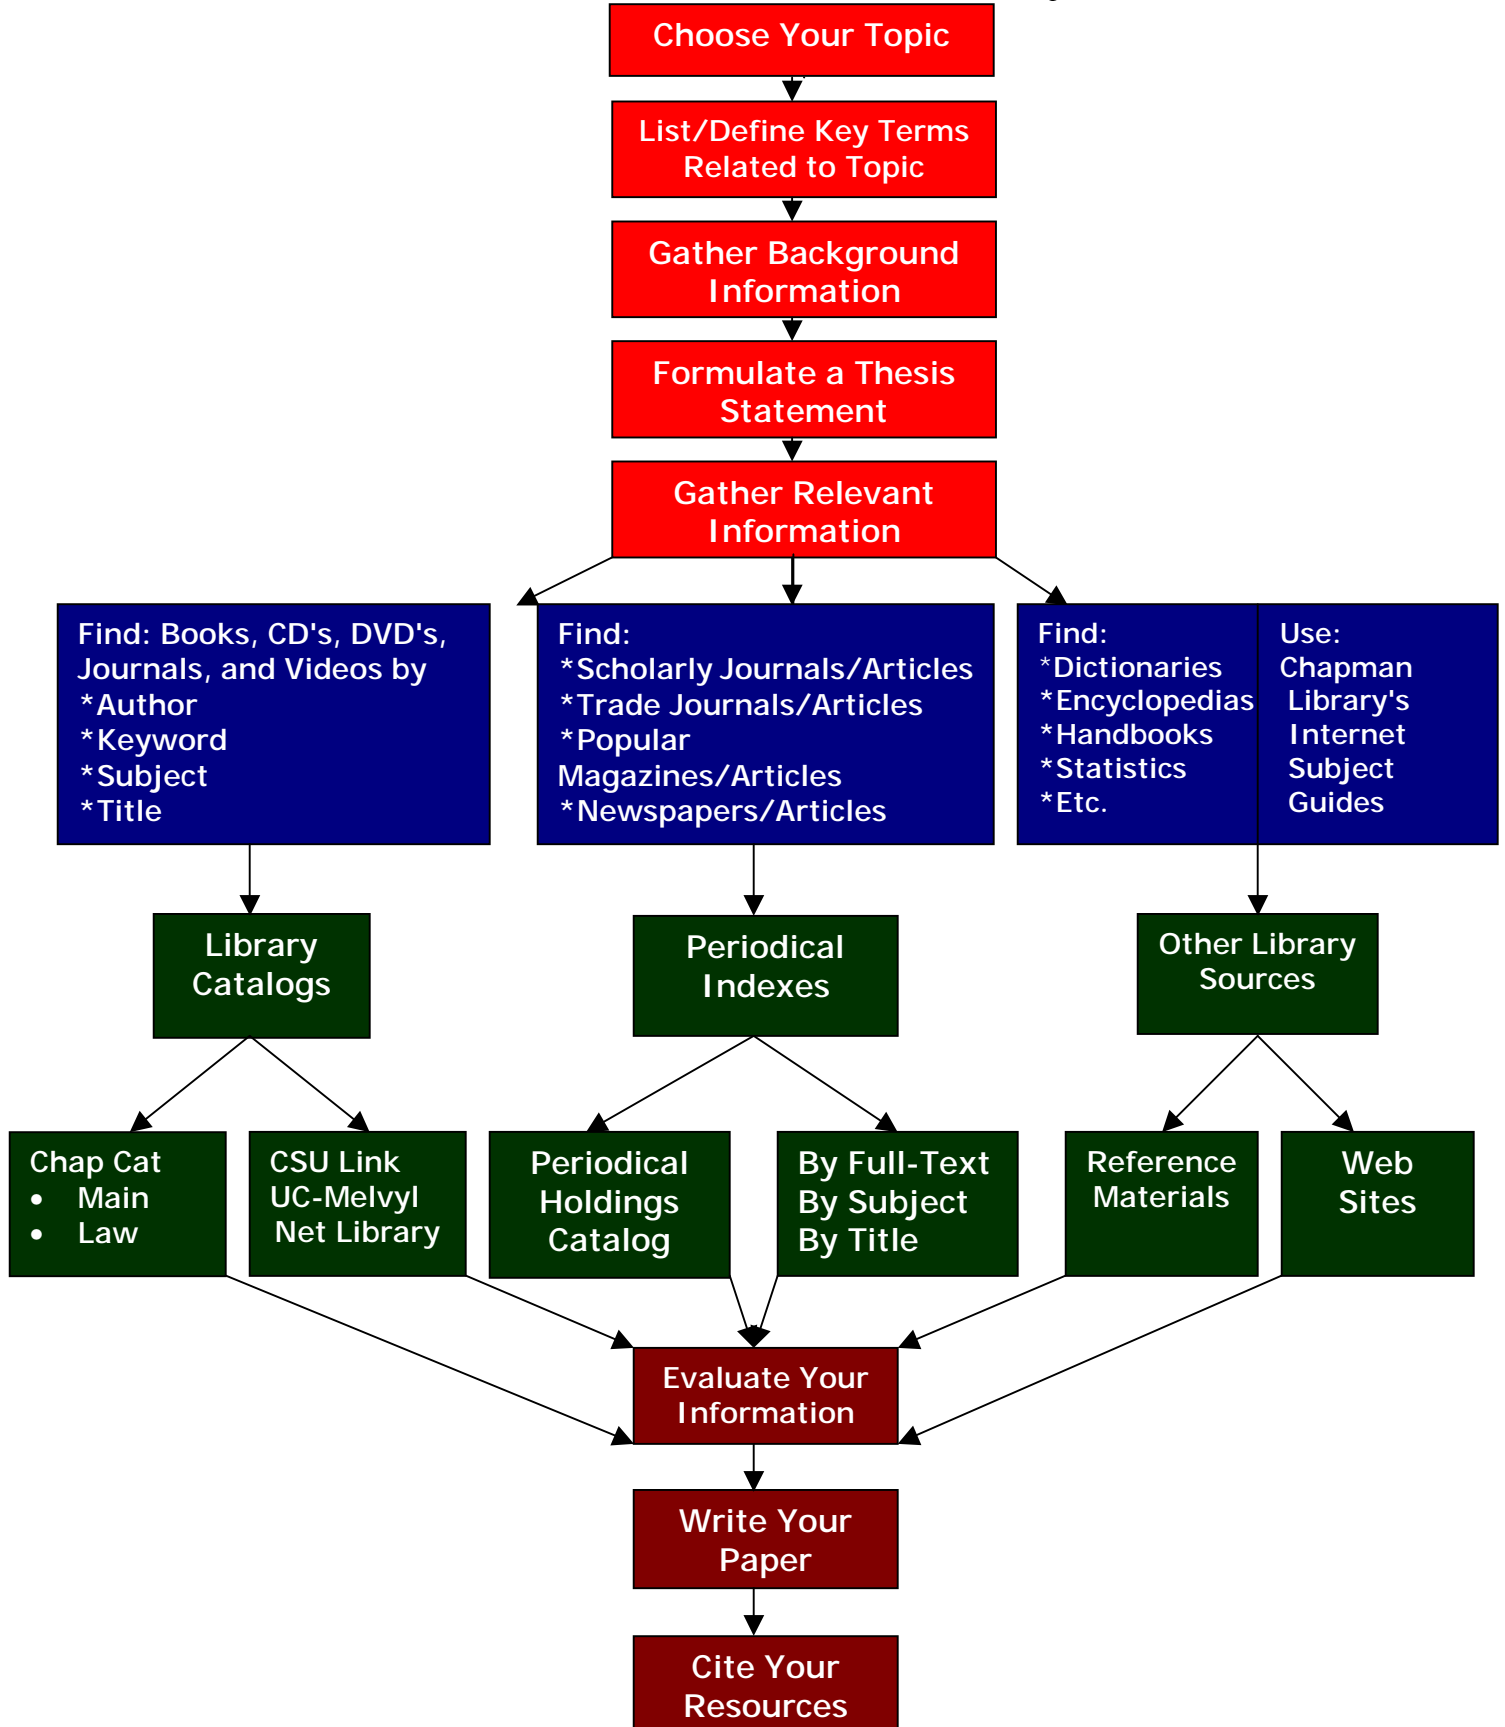 Choose Your Topic
List/Define Key Terms
Related to Topic
Gather Background
Information
Formulate a Thesis
Statement
Gather Relevant
Information
Find: Books, CD's, DVD's,
Journals, and Videos by
*Author
*Keyword
*Subject
*Title
Find:
*Scholarly Journals/Articles
*Trade Journals/Articles
*Popular
Magazines/Articles
*Newspapers/Articles
Find:
*Dictionaries
*Encyclopedias
*Handbooks
*Statistics
*Etc.
Use:
Chapman
Library's
Internet
Subject
Guides
Library
Catalogs
Periodical
Indexes
Other Library
Sources
Chap Cat
• Main
• Law
CSU Link
UC-Melvyl
Net Library
Periodical
Holdings
Catalog
By Full-Text
By Subject
By Title
Reference
Materials
Web
Sites
Evaluate Your
Information
Write Your
Paper
Cite Your
Resources